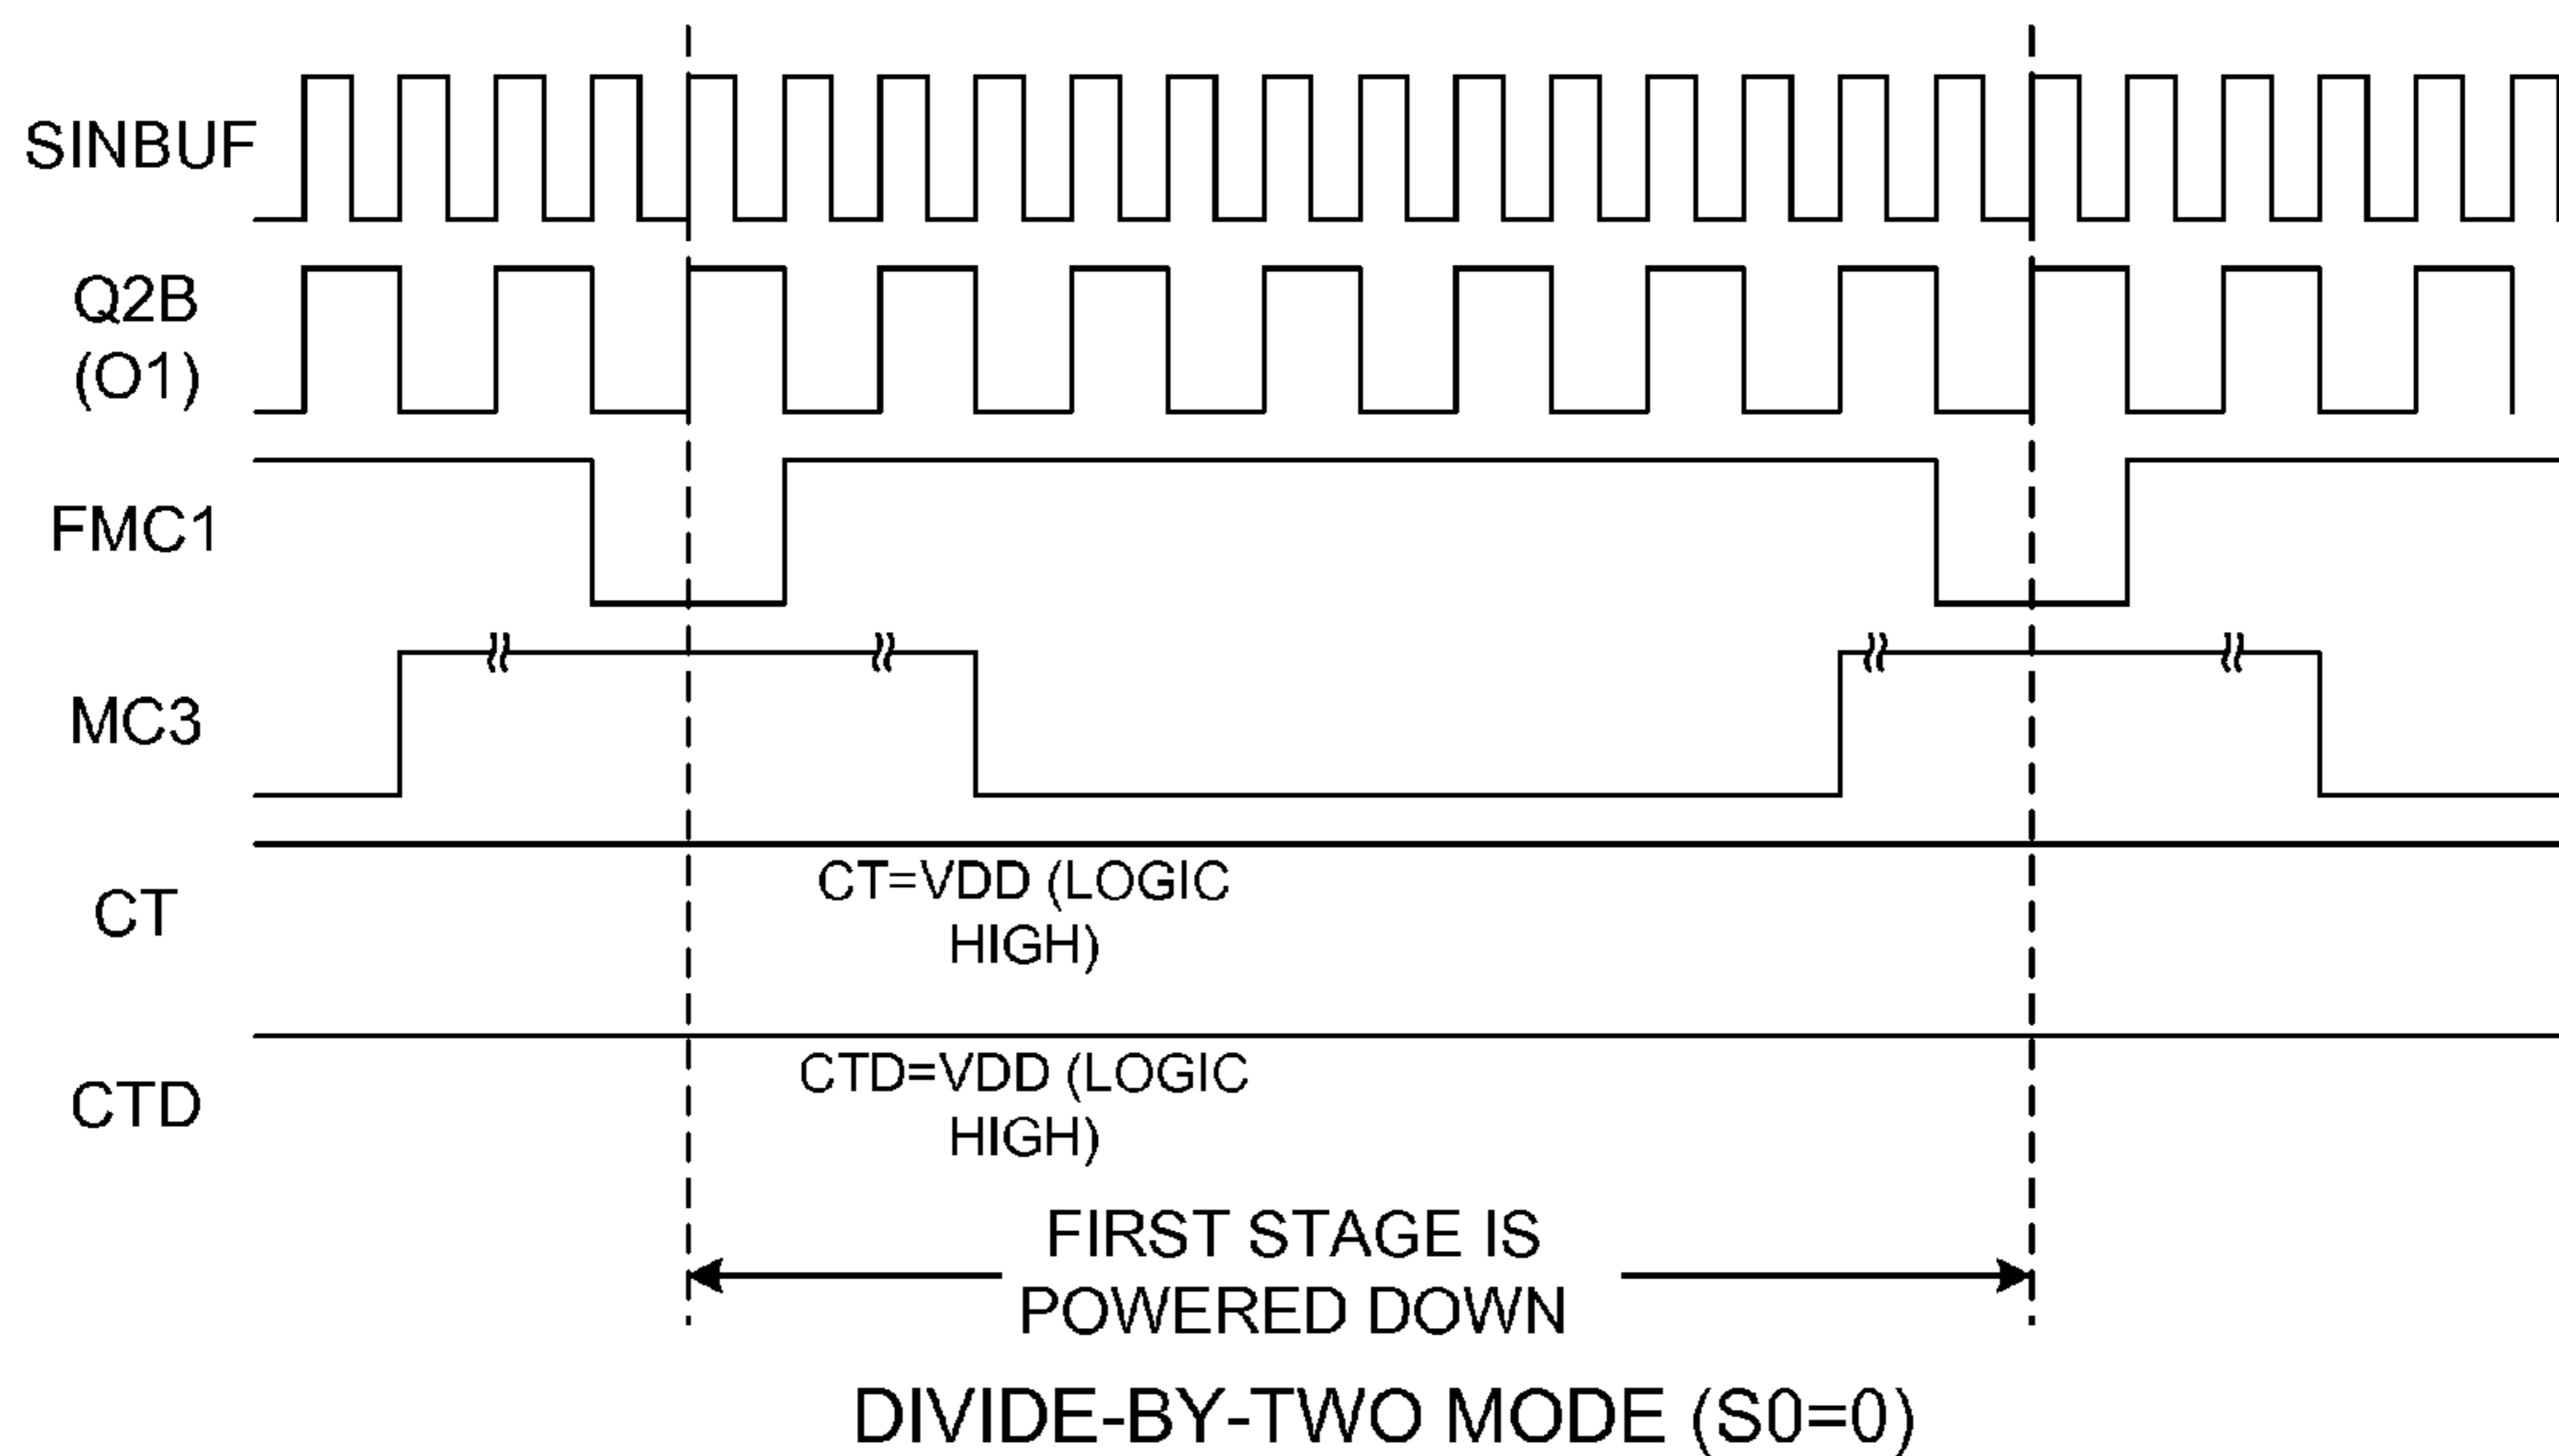 SINBUF
Q2B
(O1)
FMC1
MC3
CT
CT=VDD (LOGIC
HIGH)
CTD
CTD=VDD (LOGIC
HIGH)
FIRST STAGE IS
POWERED DOWN
DIVIDE-BY-TWO MODE (S0=0)